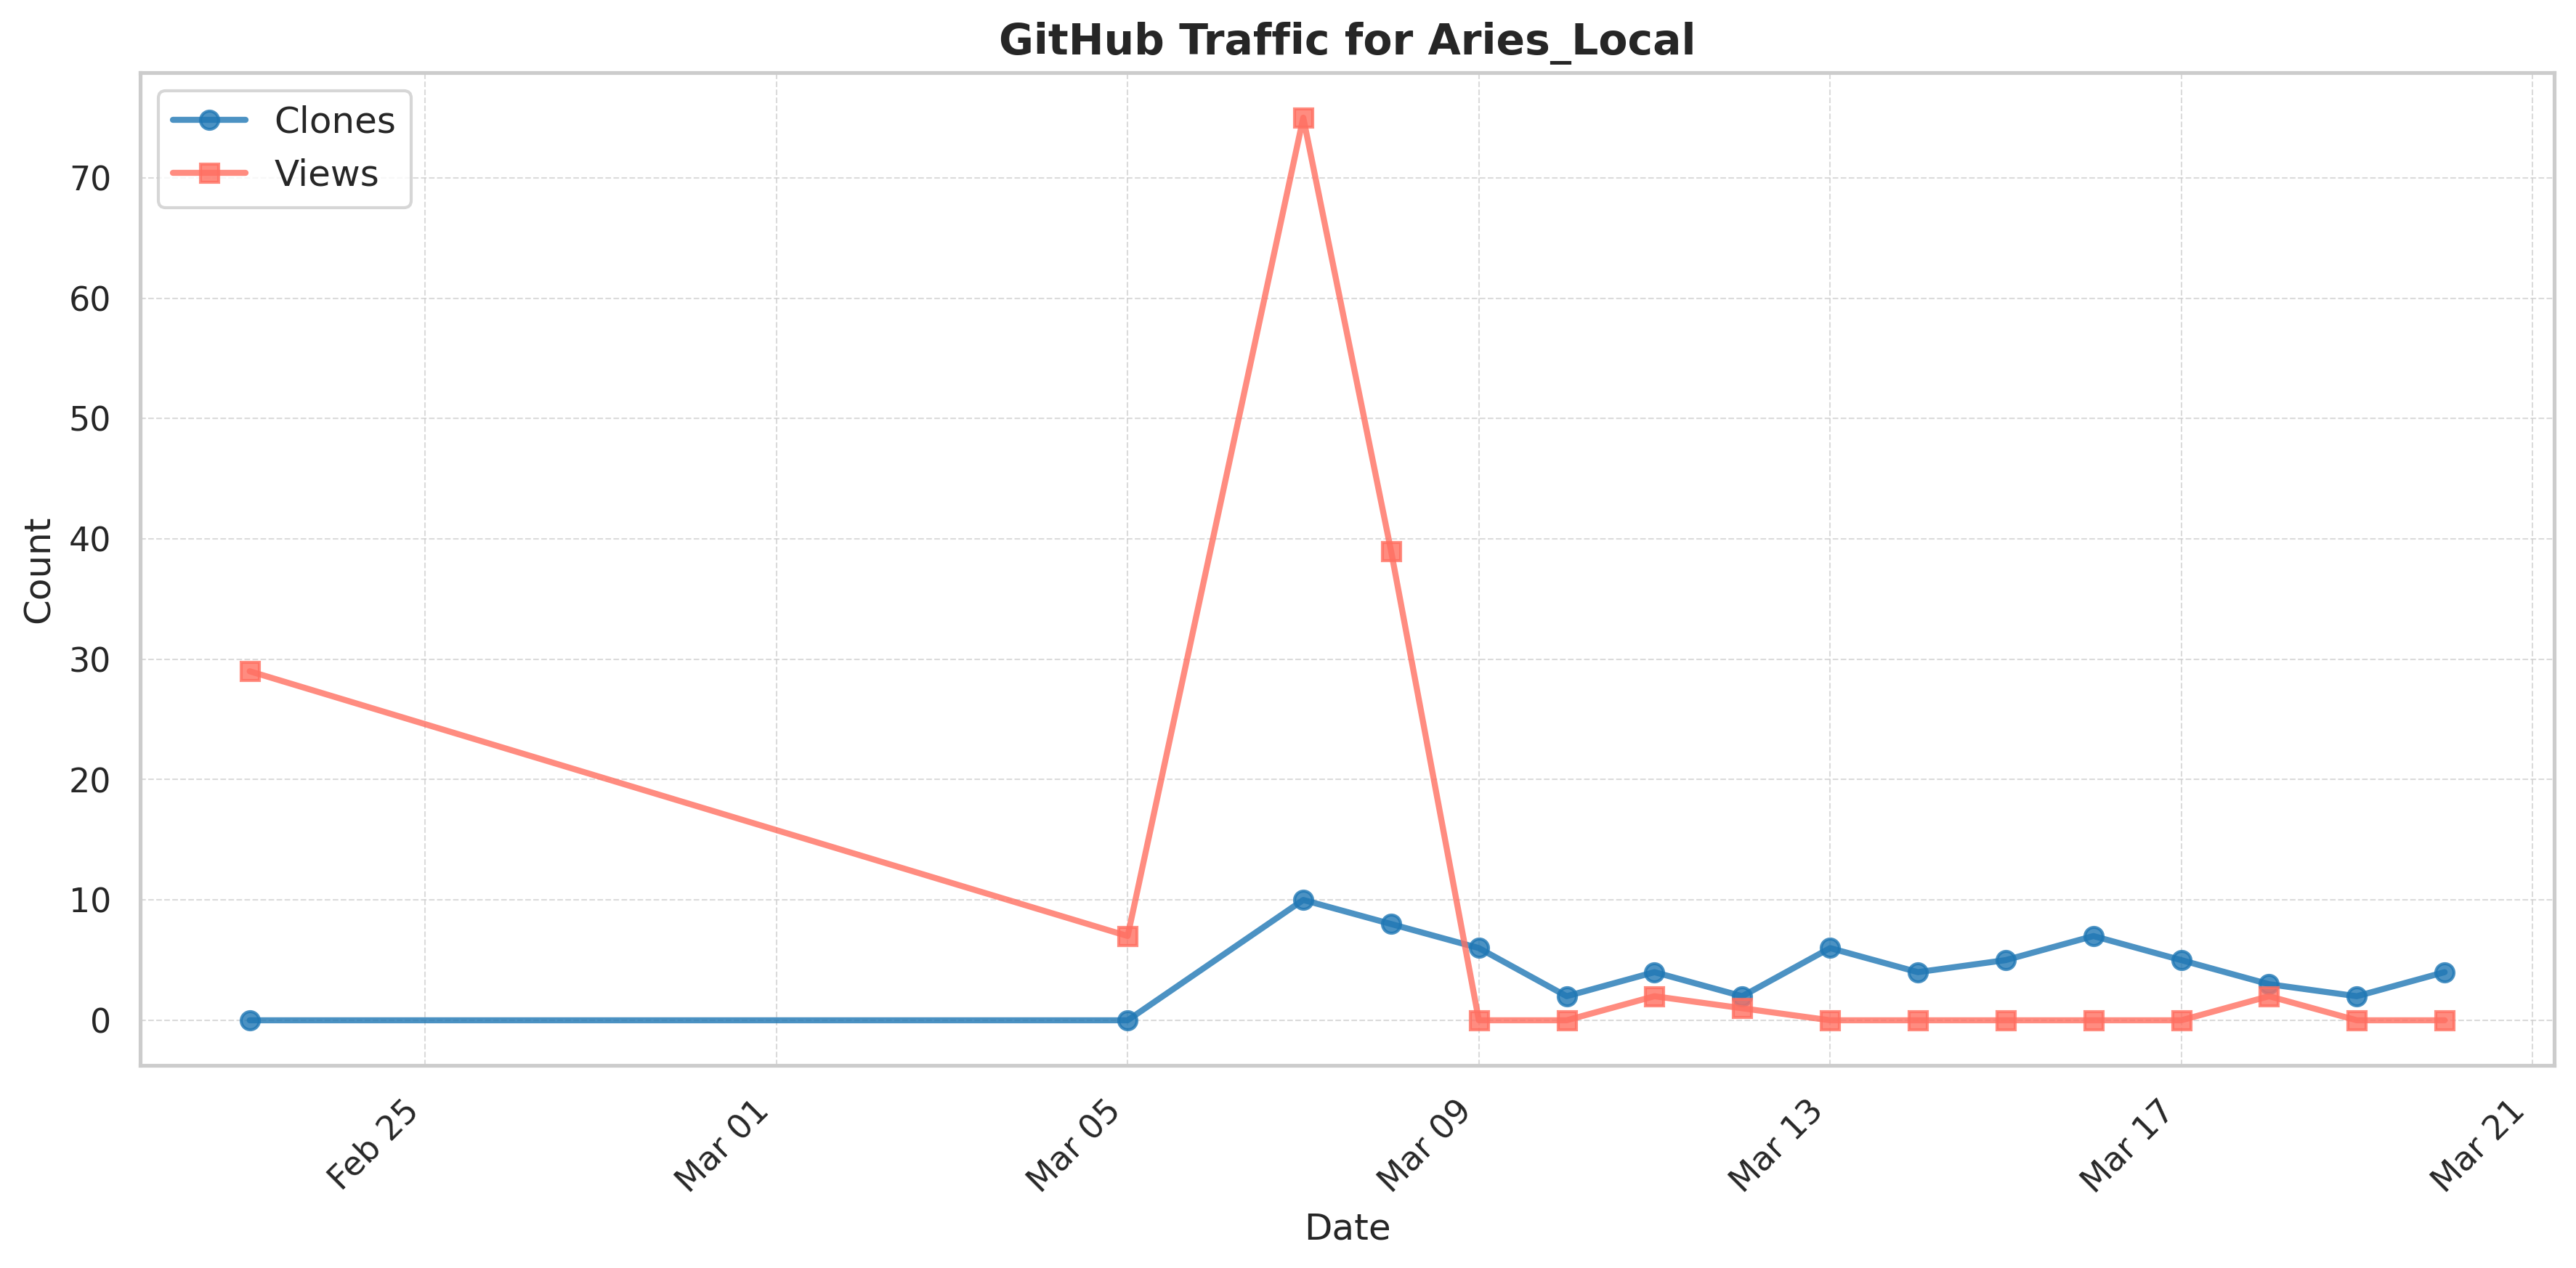 GitHub Traffic for Aries_Local
Clones
Views
70
60
50
40
30
20
10
0
Count
Feb 25
Mar 01
Mar 05
Mar 09
Mar 13
Mar 17
Mar 21
Date